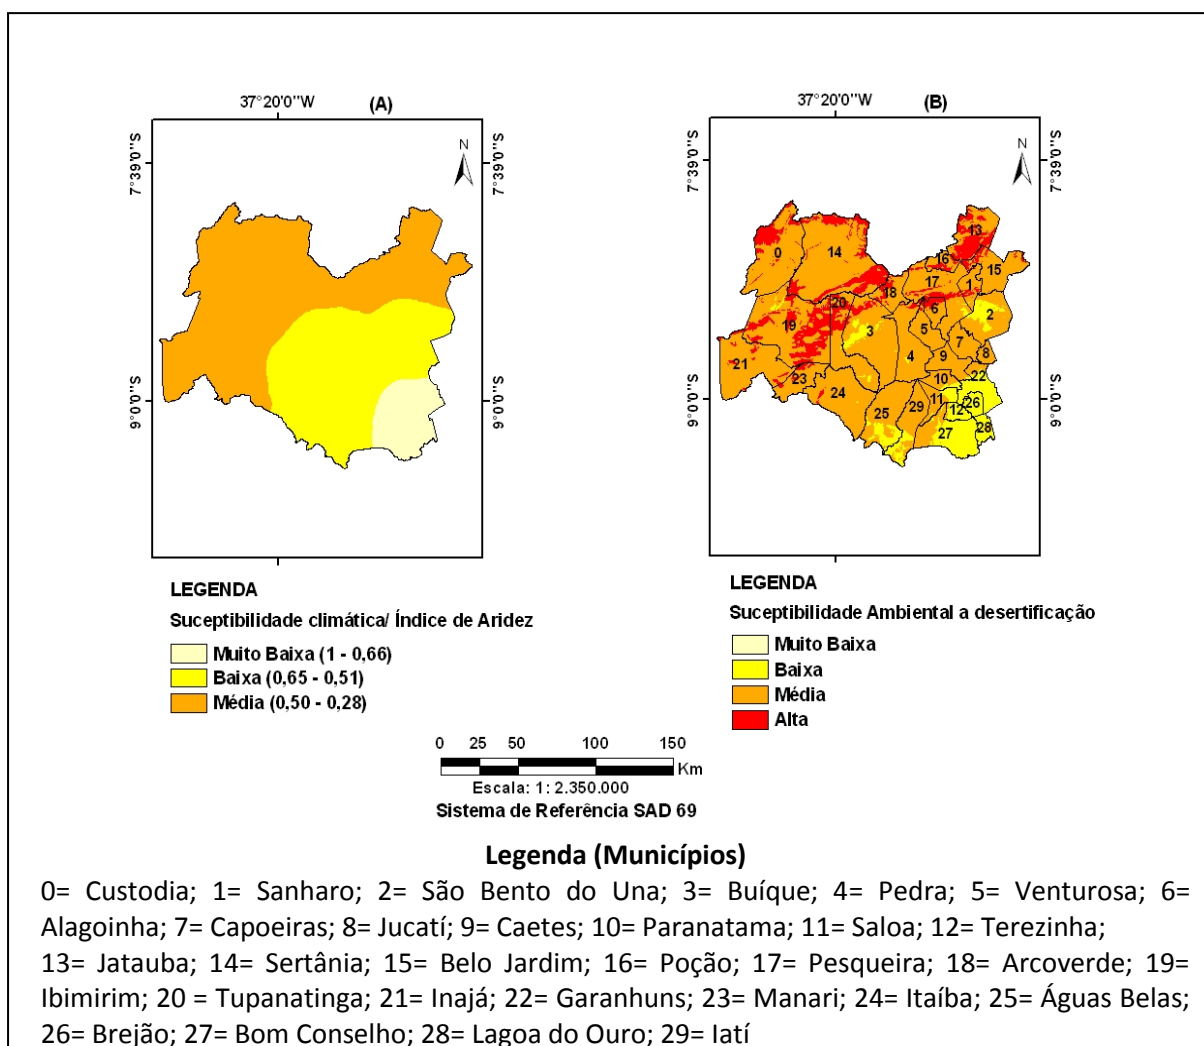 37°20'0"W (A)
37°20'0"W (B)
7°39'0"S
7°39'0"S
7°39'0"S
7°39'0"S
N
N
13
0
14
16
15
17
1
18
20
1
6
2
19
3
5
7
4
9
8
21
10
22
23
24
11
26
25
29
12
27
28
9°0'0"S
9°0'0"S
9°0'0"S
9°0'0"S
LEGENDA
Suceptibilidade climática/ Índice de Aridez
Muito Baixa (1 - 0,66)
Baixa (0,65 - 0,51)
Média (0,50 - 0,28)
LEGENDA
Suceptibilidade Ambiental a desertificação
Muito Baixa
Baixa
Média
Alta
0 25 50 100 150
Km
Escala: 1: 2.350.000
Sistema de Referência SAD 69
Legenda (Municípios)
0= Custodia; 1= Sanharo; 2= São Bento do Una; 3= Buíque; 4= Pedra; 5= Venturosa; 6=
Alagoinha; 7= Capoeiras; 8= Jucatí; 9= Caetes; 10= Paranatama; 11= Saloa; 12= Terezinha;
13= Jatauba; 14= Sertânia; 15= Belo Jardim; 16= Poção; 17= Pesqueira; 18= Arcoverde; 19=
Ibimirim; 20 = Tupanatinga; 21= Inajá; 22= Garanhuns; 23= Manari; 24= Itaíba; 25= Águas Belas;
26= Brejão; 27= Bom Conselho; 28= Lagoa do Ouro; 29= Iatí